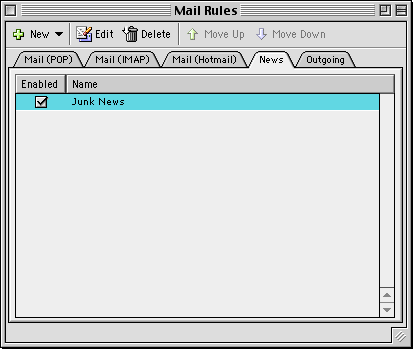 Mail Rules
New Edit Delete Move Up Move Down
Mail (POP) Mail (IMAP) Mail (Hotmail) News Outgoing
Enabled Name
Junk News